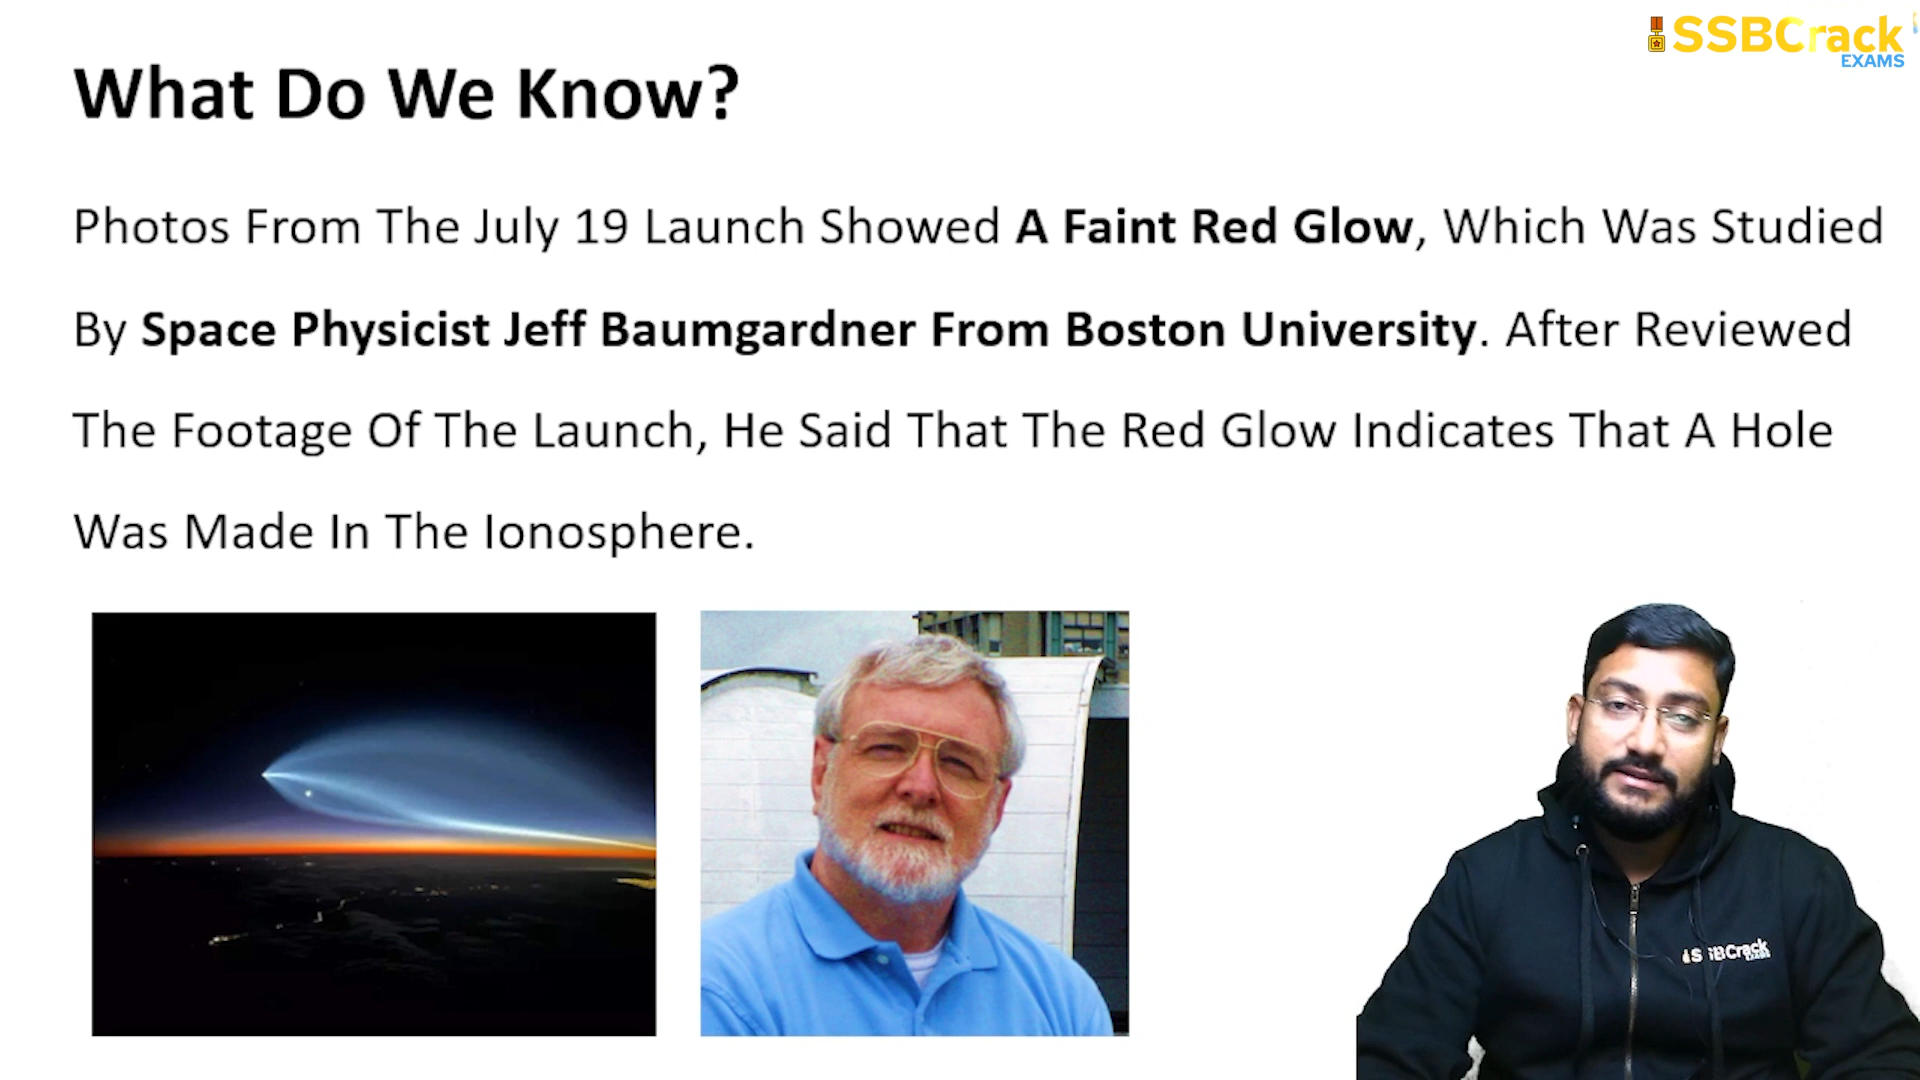 SSBCrack
EXAMS
What Do We Know?
Photos From The July 19 Launch Showed A Faint Red Glow, Which Was Studied
By Space Physicist Jeff Baumgardner From Boston University. After Reviewed
The Footage Of The Launch, He Said That The Red Glow Indicates That A Hole
Was Made In The Ionosphere.
SSBCrack
EXAMS